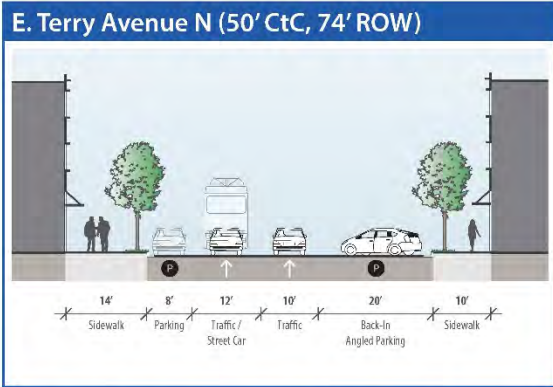 E. Terry Avenue N (50' CtC, 74' ROW)
P
P
14' 8' 12' 10' 20' 10'
Sidewalk Parking Traffic / Traffic Back-In Sidewalk
Street Car Angled Parking